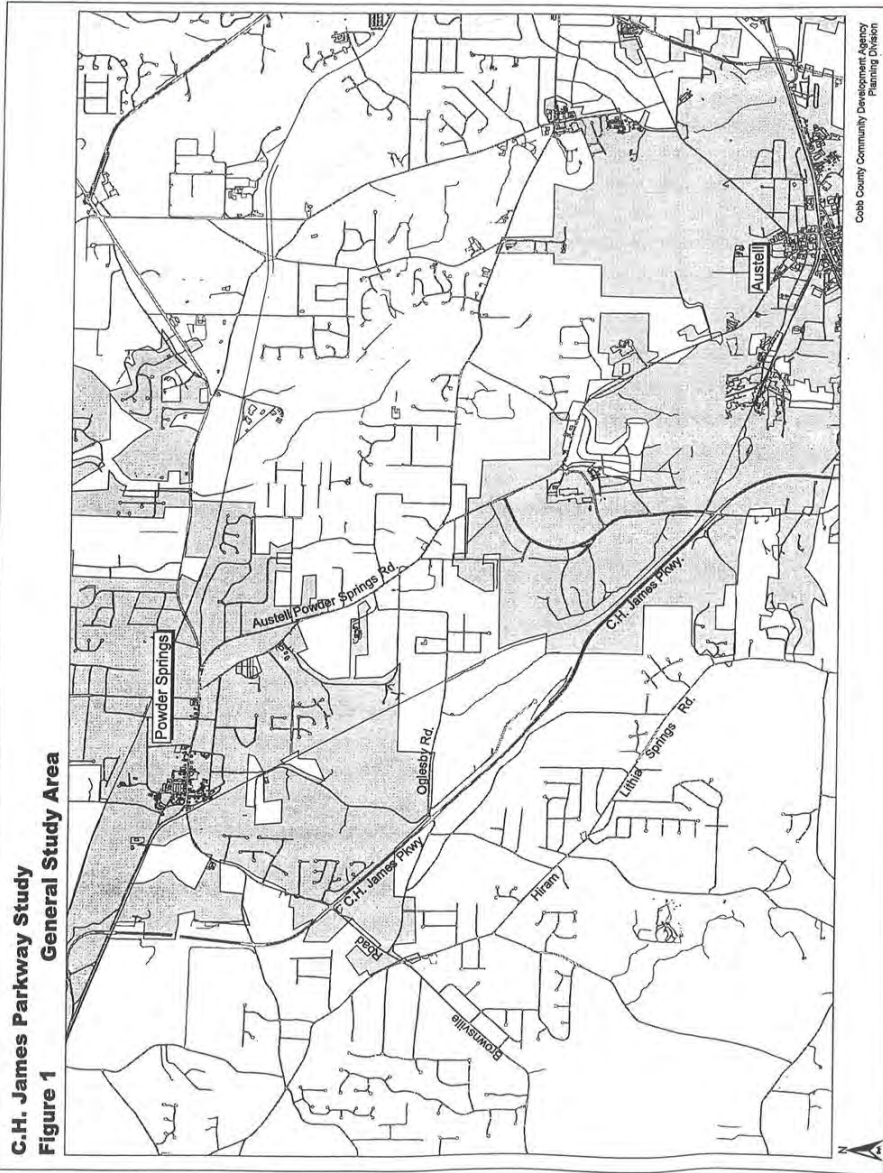 C.H. James Parkway Study
Figure 1 General Study Area
Powder Springs
Austell Powder Springs Rd.
Oglesby Rd.
C.H. James Pkwy.
C.H. James Pkwy.
Road
Brownsville
Hiram
Lithia Springs Rd.
Austell
N
Cobb County Community Development Agency
Planning Division